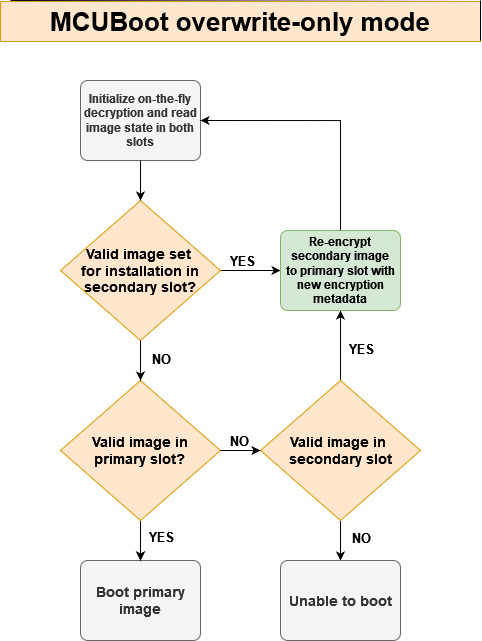 MCUBoot overwrite-only mode
Initialize on-the-fly
decryption and read
image state in both
slots
Valid image set
for installation in
secondary slot?
YES
Re-encrypt
secondary image
to primary slot with
new encryption
metadata
NO
YES
Valid image in
primary slot?
NO
Valid image in
secondary slot
YES
NO
Boot primary
image
Unable to boot